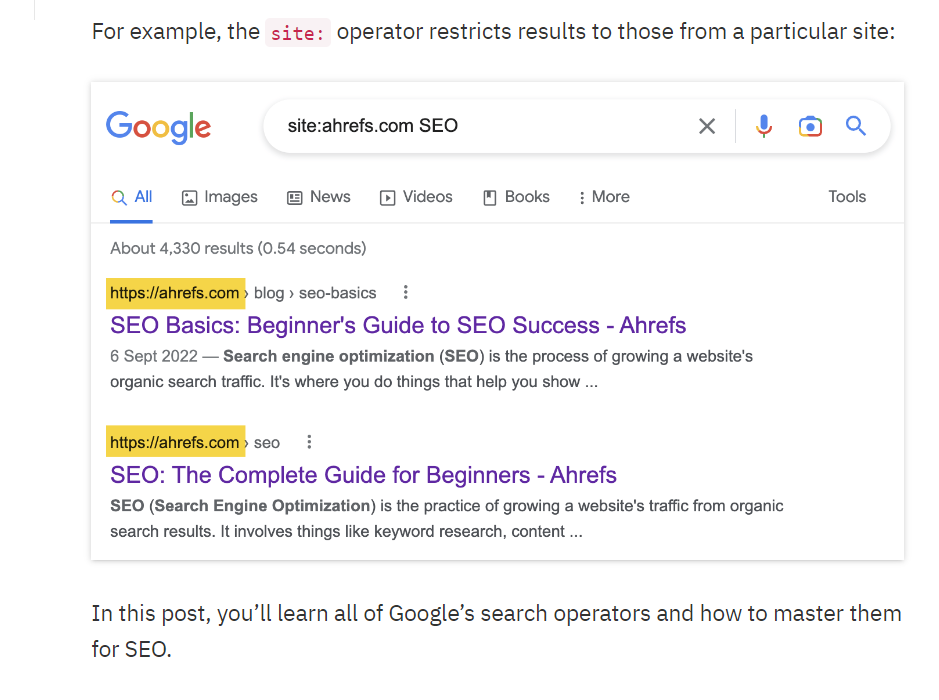 For example, the site: operator restricts results to those from a particular site:
Google
site:ahrefs.com SEO
All Images News Videos Books More Tools
About 4,330 results (0.54 seconds)
https://ahrefs.com › blog › seo-basics
SEO Basics: Beginner's Guide to SEO Success - Ahrefs
6 Sept 2022 — Search engine optimization (SEO) is the process of growing a website's
organic search traffic. It's where you do things that help you show ...
https://ahrefs.com › seo
SEO: The Complete Guide for Beginners - Ahrefs
SEO (Search Engine Optimization) is the practice of growing a website's traffic from organic
search results. It involves things like keyword research, content ...
In this post, you’ll learn all of Google’s search operators and how to master them
for SEO.